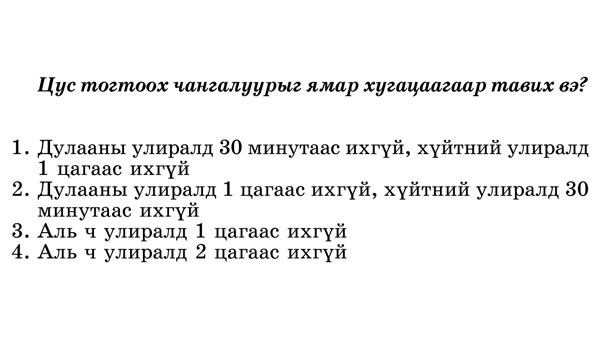 Цус тогтоох чангалуурыг ямар хугацаагаар тавих вэ?
1. Дулааны улиралд 30 минутаас ихгүй, хүйтний улиралд
1 цагаас ихгүй
2. Дулааны улиралд 1 цагаас ихгүй, хүйтний улиралд 30
минутаас ихгүй
3. Аль ч улиралд 1 цагаас ихгүй
4. Аль ч улиралд 2 цагаас ихгүй